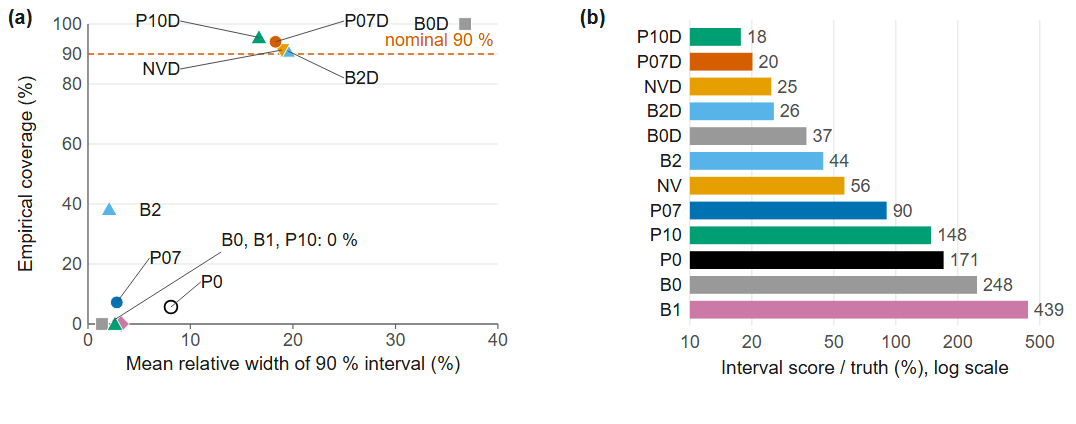 (a)
100
90
80
60
40
20
0
Empirical coverage (%)
P10D
P07D
B0D
nominal 90 %
NVD
B2D
B2
B0, B1, P10: 0 %
P07
P0
0
10
20
30
40
Mean relative width of 90 % interval (%)
(b)
P10D 18
P07D 20
NVD 25
B2D 26
B0D 37
B2 44
NV 56
P07 90
P10 148
P0 171
B0 248
B1 439
10 20 50 100 200 500
Interval score / truth (%), log scale